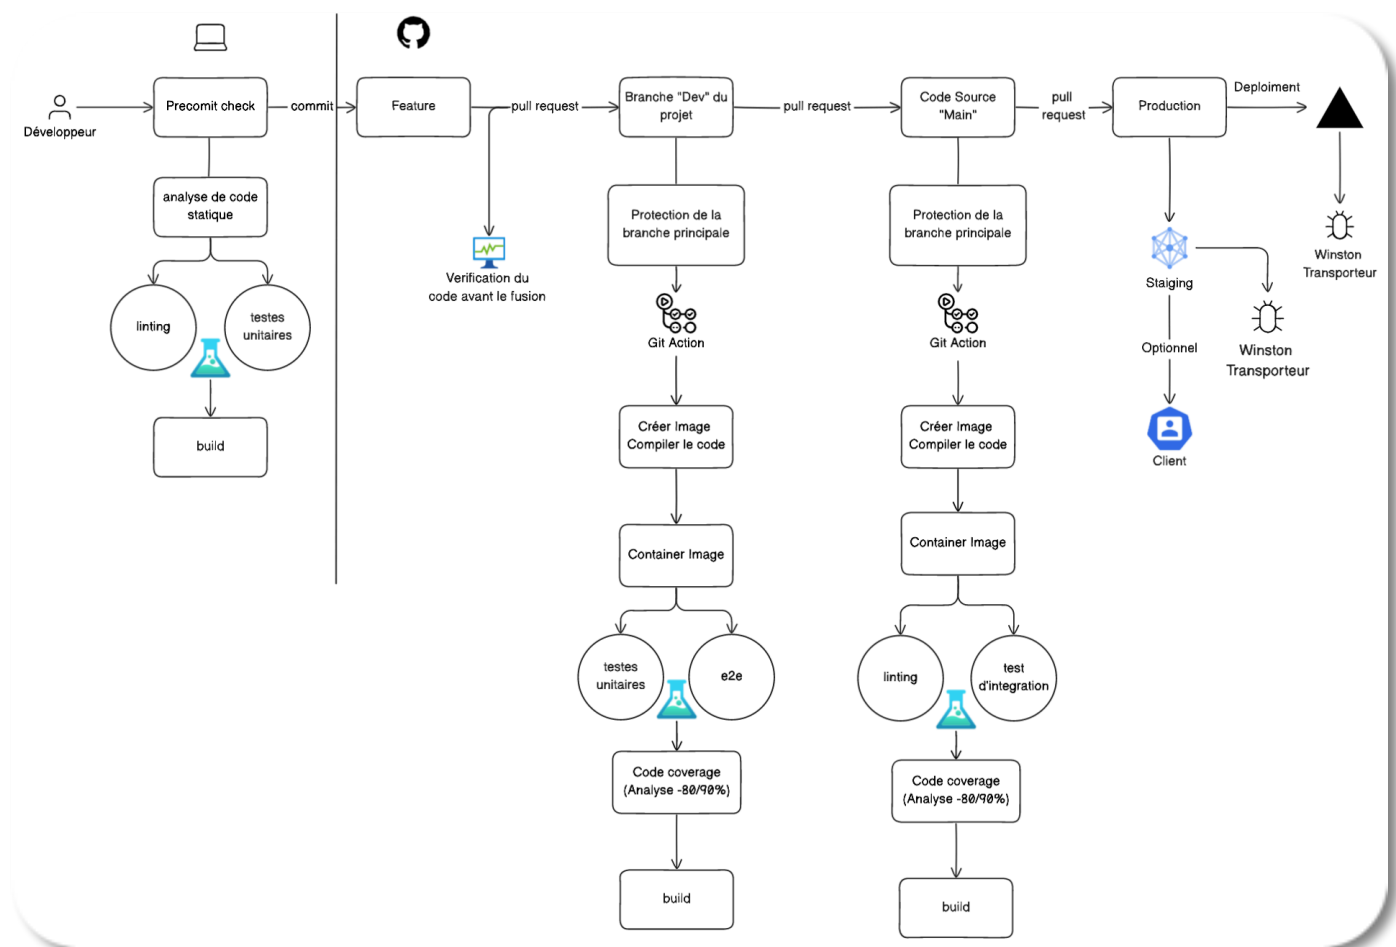 Développeur
Precomit check
commit
Feature
pull request
Branche "Dev" du
projet
pull request
Code Source
"Main"
pull
request
Production
Deploiment
analyse de code
statique
linting
testes
unitaires
build
Verification du
code avant le fusion
Protection de la
branche principale
Git Action
Créer Image
Compiler le code
Container Image
testes
unitaires
e2e
Code coverage
(Analyse -80/90%)
build
Protection de la
branche principale
Git Action
Créer Image
Compiler le code
Container Image
linting
test
d'integration
Code coverage
(Analyse -80/90%)
build
Staiging
Optionnel
Client
Winston
Transporteur
Winston
Transporteur